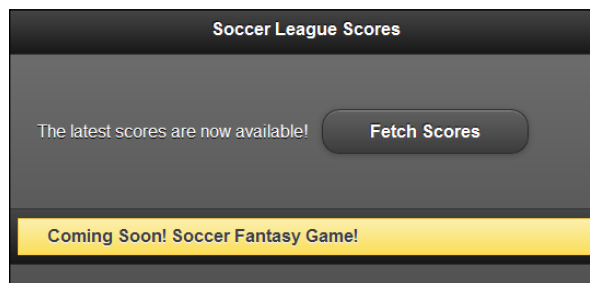 Soccer League Scores
The latest scores are now available! Fetch Scores
Coming Soon! Soccer Fantasy Game!